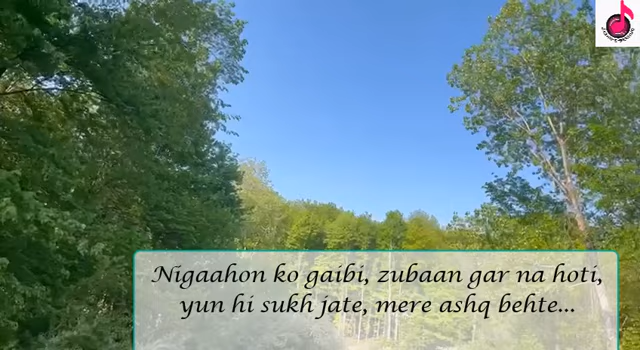 Nigaahon ko gaibi, zubaan gar na hoti,
yun hi sukh jate, mere ashq behte...